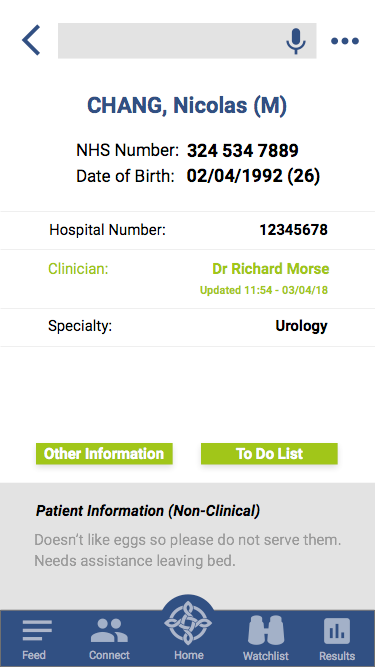 CHANG, Nicolas (M)
NHS Number: 324 534 7889
Date of Birth: 02/04/1992 (26)
Hospital Number: 12345678
Clinician: Dr Richard Morse
Updated 11:54 - 03/04/18
Specialty: Urology
Other Information To Do List
Patient Information (Non-Clinical)
Doesn't like eggs so please do not serve them.
Needs assistance leaving bed.
Feed Connect Home Watchlist Results